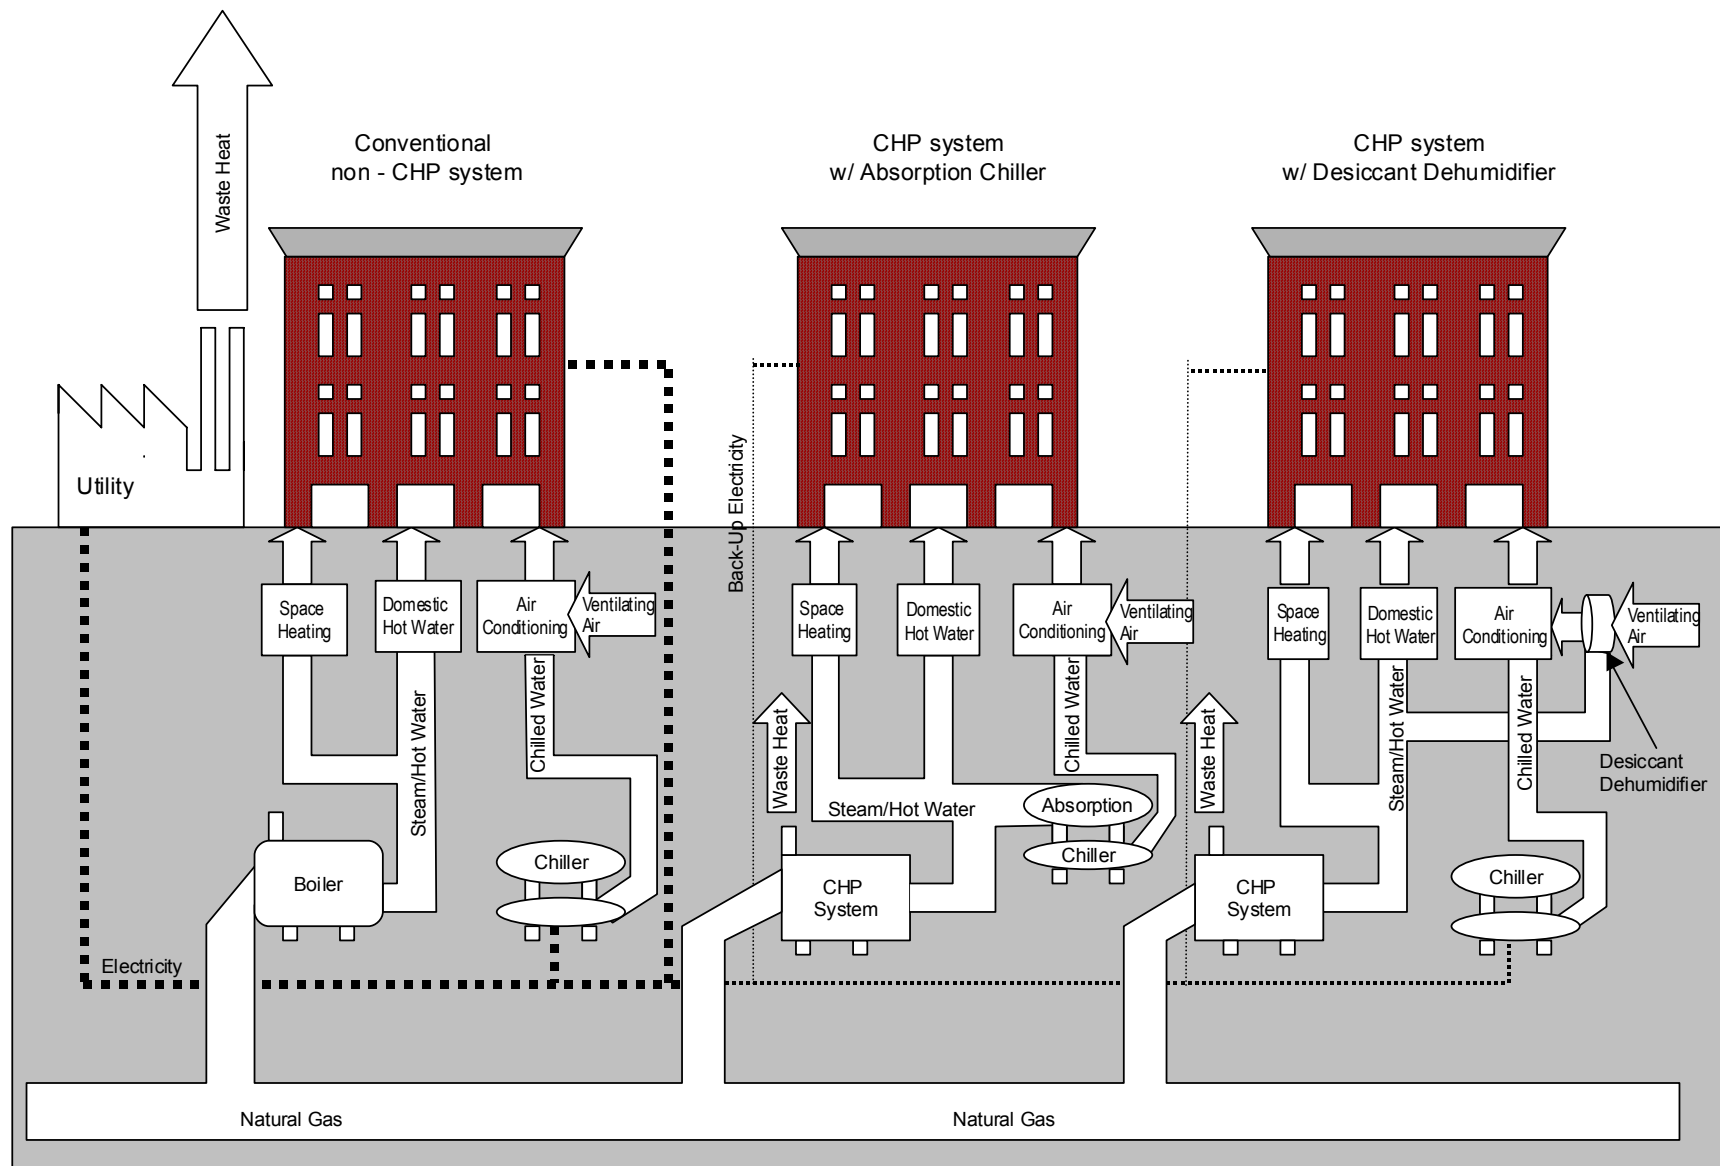 Waste Heat
Conventional
non - CHP system
CHP system
w/ Absorption Chiller
CHP system
w/ Desiccant Dehumidifier
Utility
Back-Up Electricity
Space
Heating
Domestic
Hot Water
Air
Conditioning
Ventilating
Air
Space
Heating
Domestic
Hot Water
Air
Conditioning
Ventilating
Air
Space
Heating
Domestic
Hot Water
Air
Conditioning
Ventilating
Air
Steam/Hot Water
Chilled Water
Waste Heat
Steam/Hot Water
Chilled Water
Waste Heat
Steam/Hot Water
Chilled Water
Desiccant
Dehumidifier
Boiler
Chiller
CHP
System
Absorption
Chiller
CHP
System
Chiller
Electricity
Natural Gas
Natural Gas